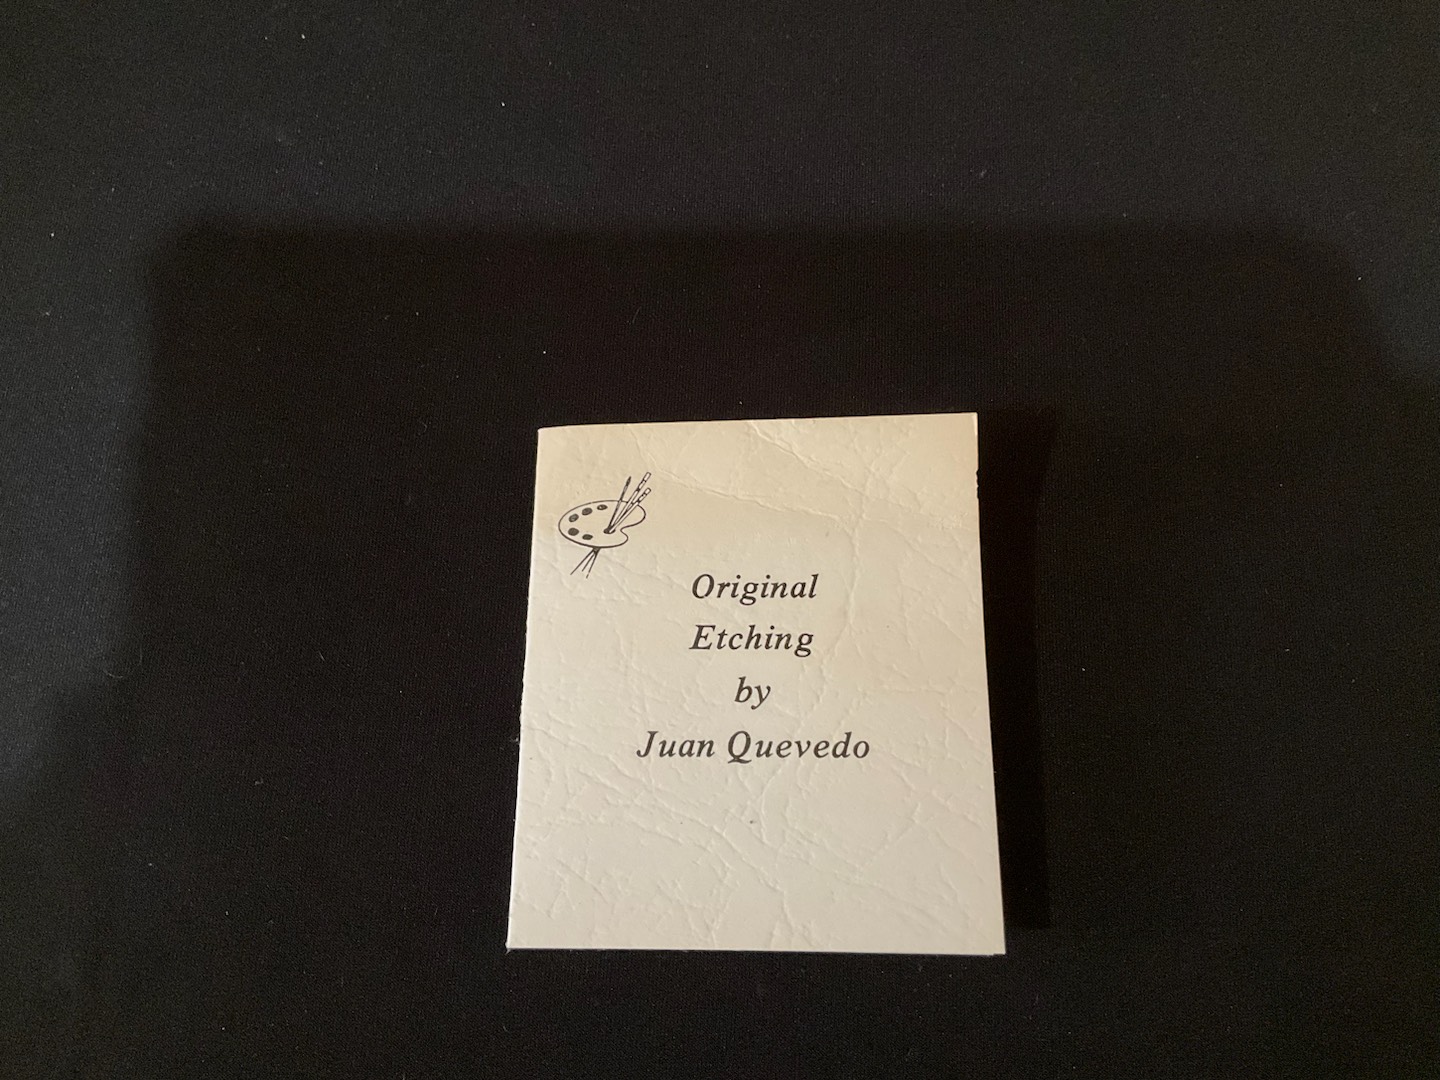 Original
Etching
by
Juan Quevedo